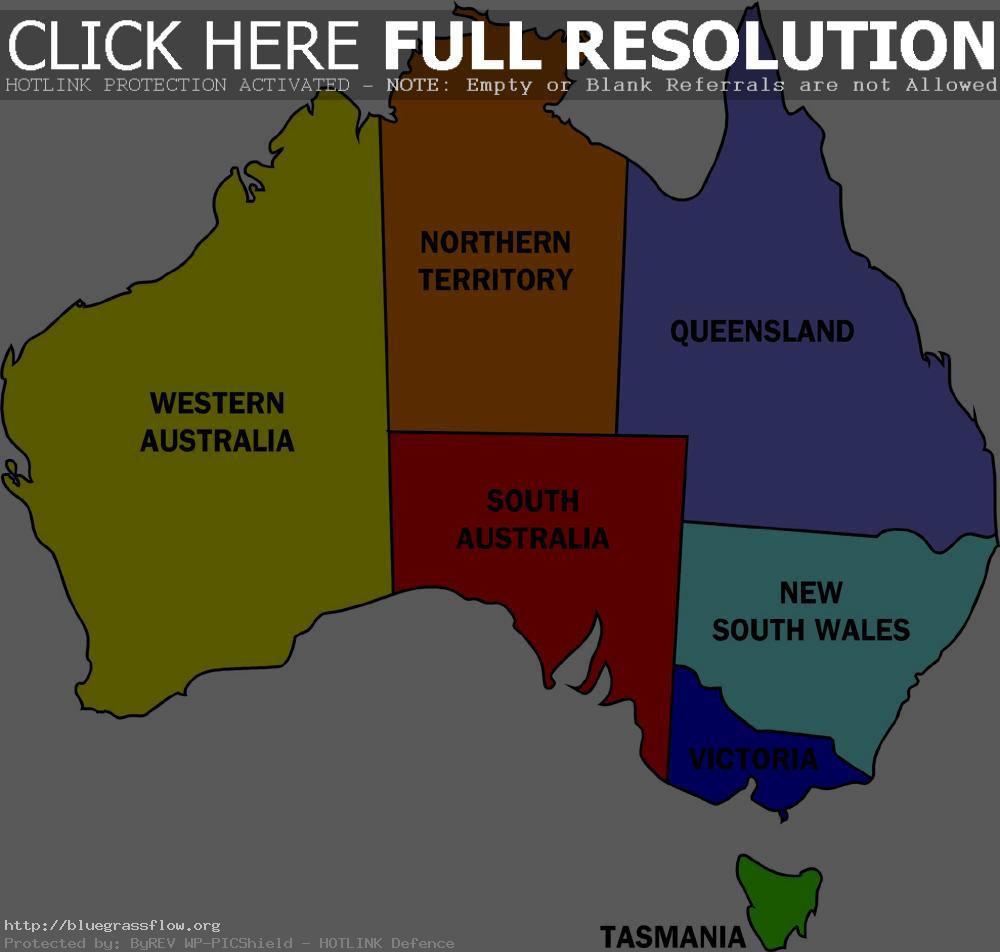 CLICK HERE FULL RESOLUTION
HOTLINK PROTECTION ACTIVATED - NOTE: Empty or Blank Referrals are not Allowed
NORTHERN
TERRITORY
QUEENSLAND
WESTERN
AUSTRALIA
SOUTH
AUSTRALIA
NEW
SOUTH WALES
VICTORIA
TASMANIA
http://bluegrassflow.org
Protected by: ByREV WP-PICShield - HOTLINK Defence